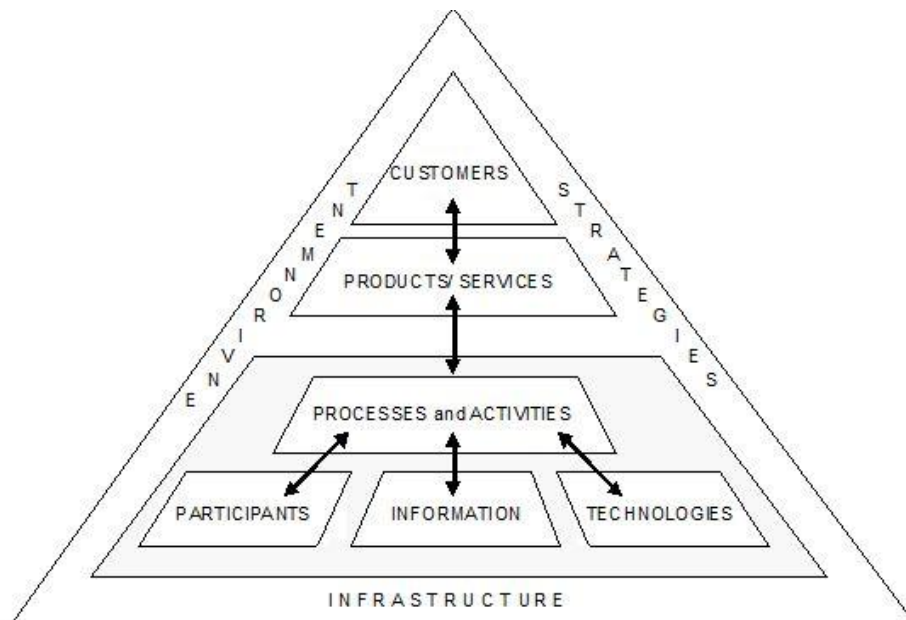 CUSTOMERS
ENVIRONMENT
STRATEGIES
PRODUCTS/ SERVICES
PROCESSES and ACTIVITIES
PARTICIPANTS
INFORMATION
TECHNOLOGIES
INFRASTRUCTURE